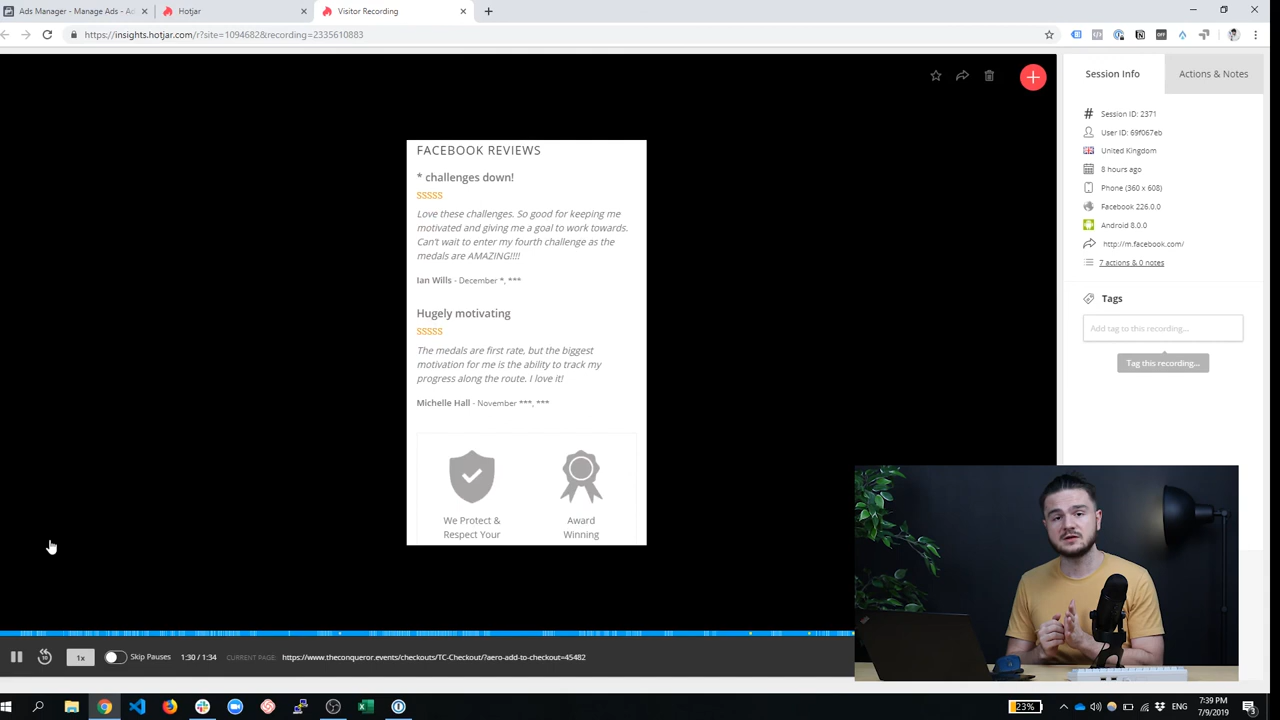 Ads Manager - Manage Ads - Ad
Hotjar
Visitor Recording
https://insights.hotjar.com/r?site=1094682&recording=2335610883
Session Info
Actions & Notes
Session ID: 2371
User ID: 69f067eb
United Kingdom
8 hours ago
Phone (360 x 608)
Facebook 226.0.0
Android 8.0.0
http://m.facebook.com/
7 actions & 0 notes
Tags
Add tag to this recording...
Tag this recording...
FACEBOOK REVIEWS
* challenges down!
SSSSS
Love these challenges. So good for keeping me
motivated and giving me a goal to work towards.
Can't wait to enter my fourth challenge as the
medals are AMAZING!!!!
Ian Wills - December *, ***
Hugely motivating
SSSSS
The medals are first rate, but the biggest
motivation for me is the ability to track my
progress along the route. I love it!
Michelle Hall - November ***, ***
We Protect &
Respect Your
Award
Winning
10
1x
Skip Pauses
1:30 / 1:34
CURRENT PAGE:
https://www.theconqueror.events/checkouts/TC-Checkout/?aero-add-to-checkout=45482
23%
ENG
7:39 PM
7/9/2019
3